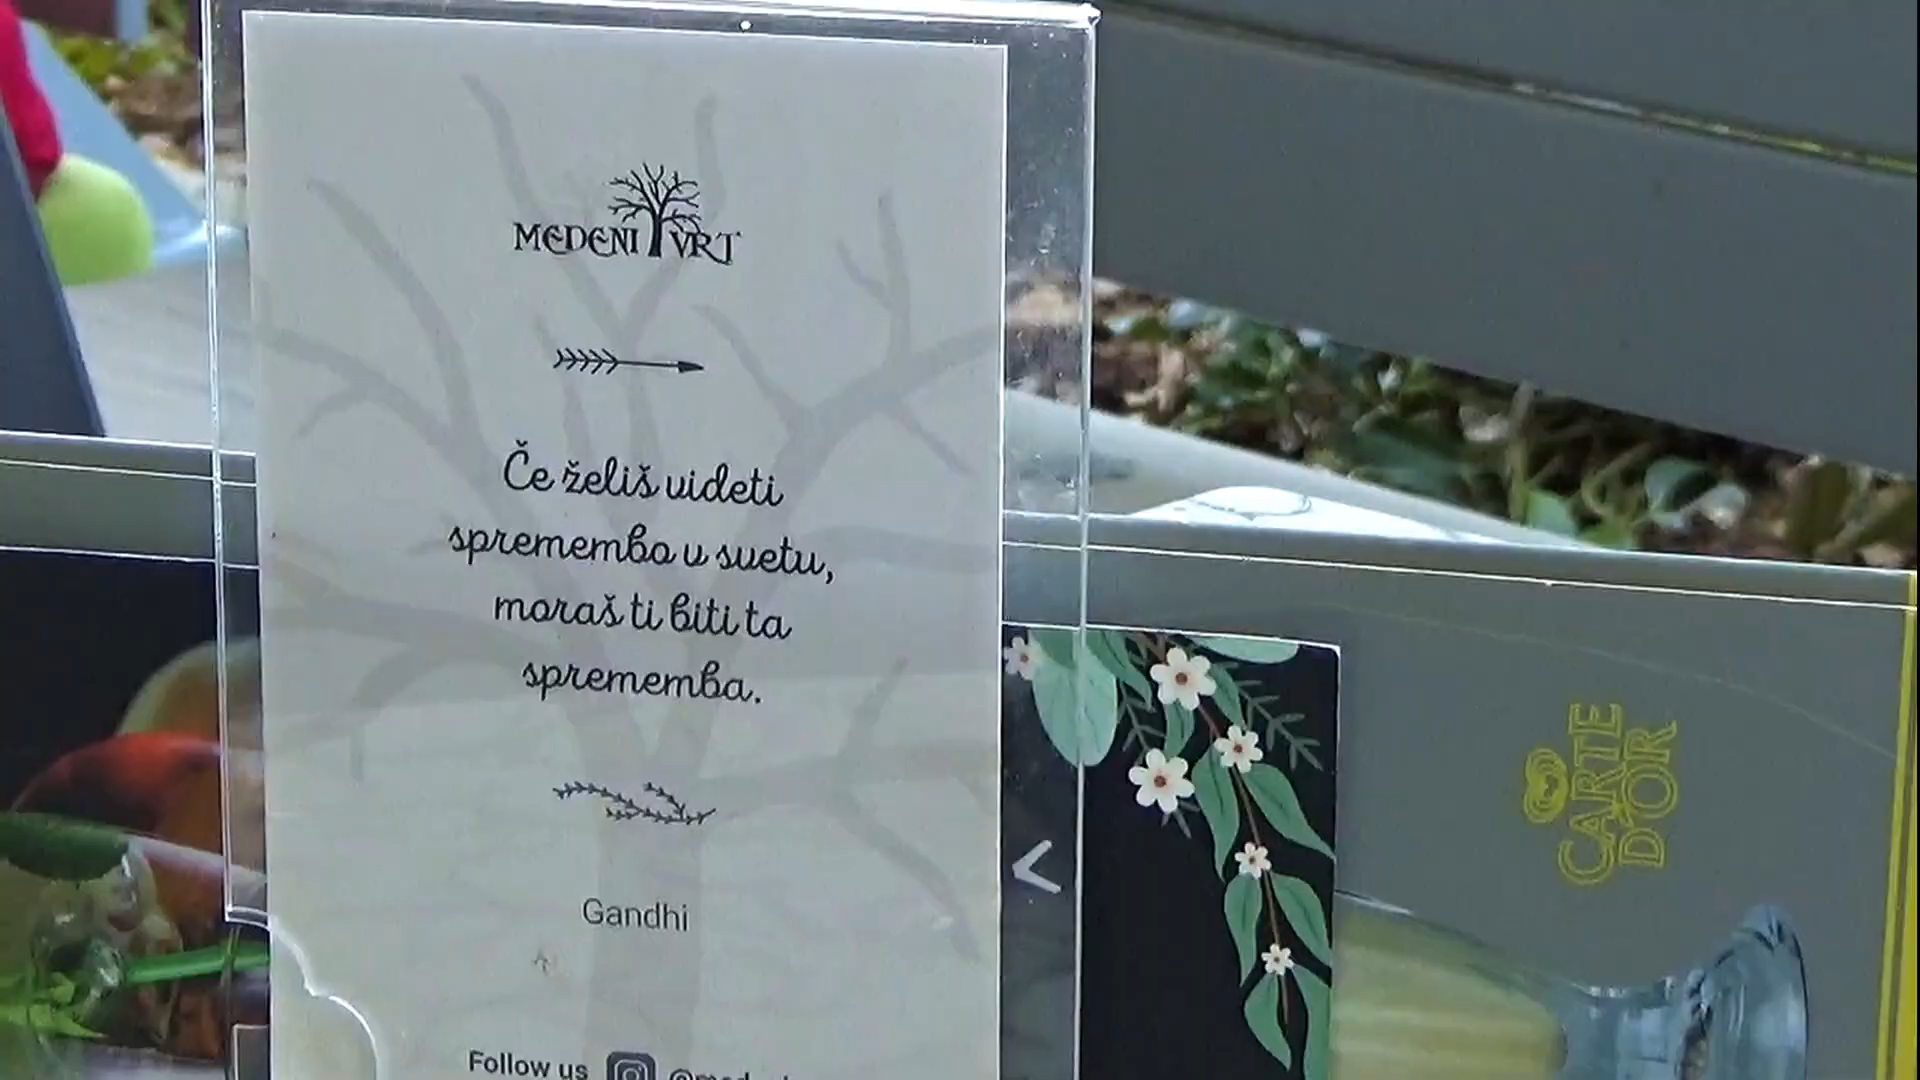 MEDENI VRT
Če želiš videti
spremembo v svetu,
moraš ti biti ta
sprememba.
Gandhi
Follow us
CARTE
D'OR